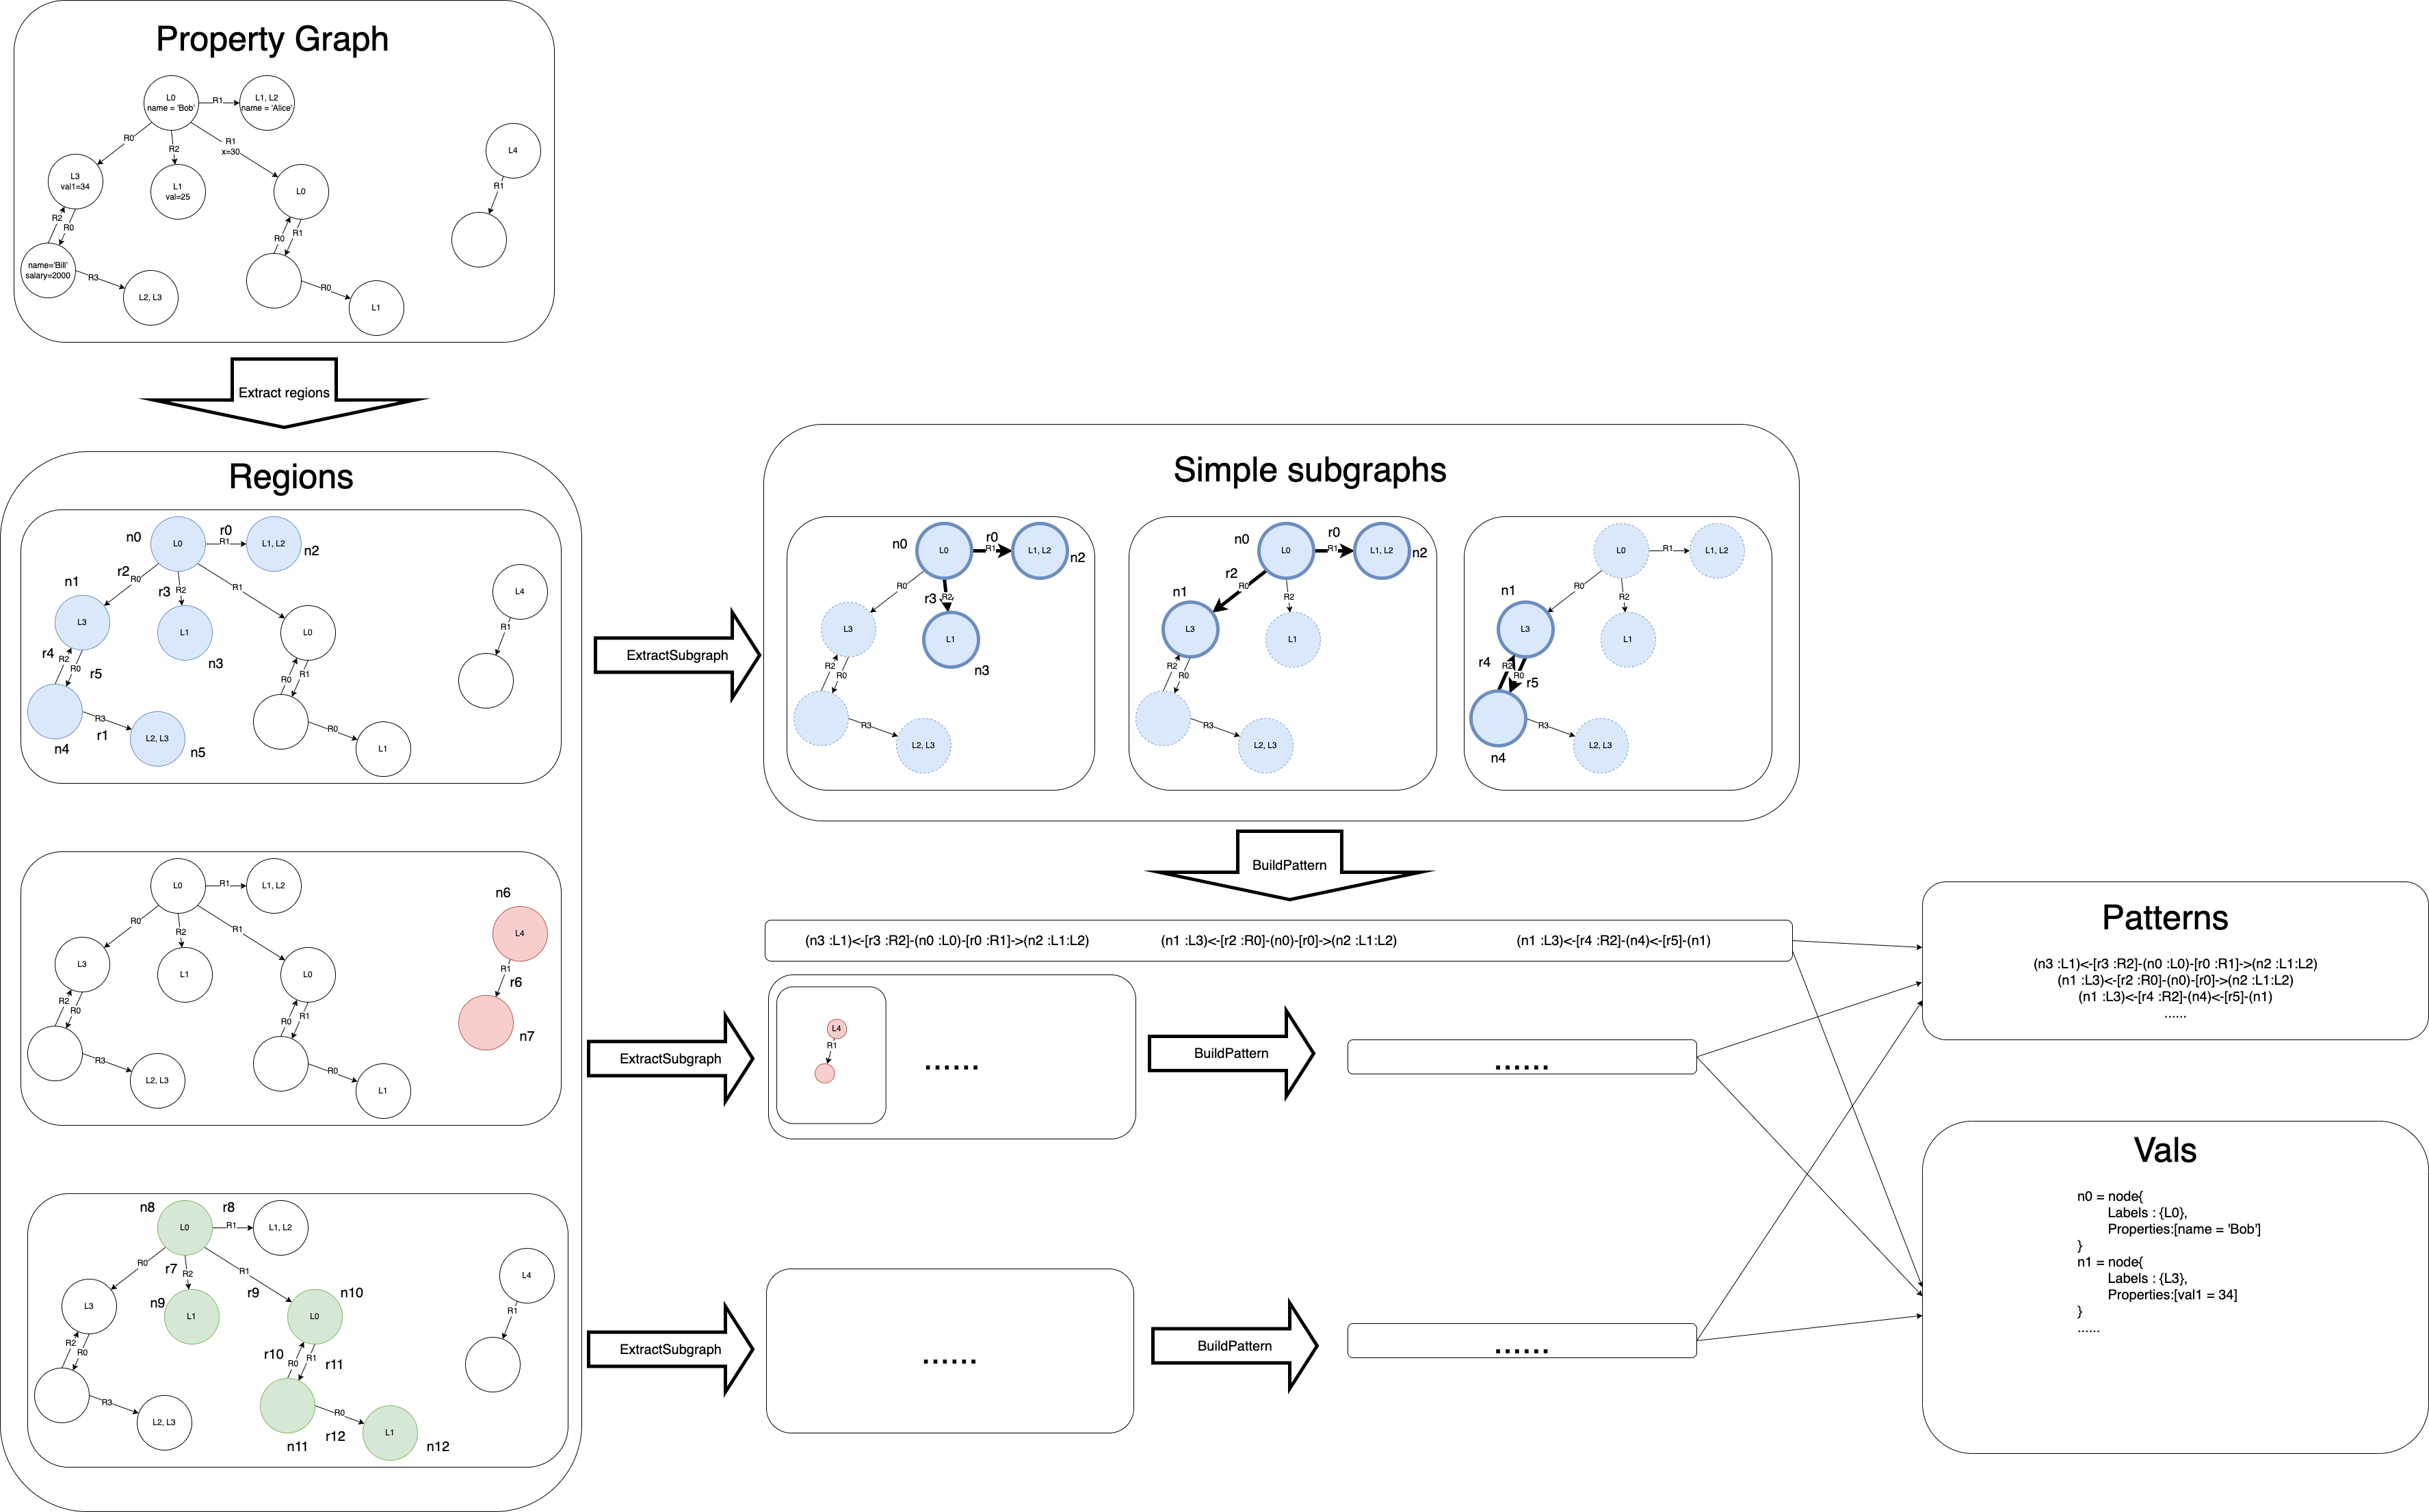 Property Graph
L0
name = 'Bob'
R1
L1, L2
name = 'Alice'
R0
R2
R1
x=30
L4
R1
L3
val1=34
L1
val=25
L0
R2
R0
R0
R1
name='Bill'
salary=2000
R3
L2, L3
R0
L1
Extract regions
Regions
n0
L0
r0
R1
L1, L2
n2
r2
R0
R2
r3
R1
n1
L3
L1
n3
L0
L4
R1
r4
R2
R0
r5
R0
R1
n4
R3
r1
L2, L3
n5
R0
L1
ExtractSubgraph
Simple subgraphs
n0
L0
r0
R1
L1, L2
n2
R0
r3
R2
L3
L1
n3
R2
R0
R3
L2, L3
n0
L0
r0
R1
L1, L2
n2
r2
R0
R2
n1
L3
L1
R2
R0
R3
L2, L3
L0
R1
L1, L2
R0
R2
n1
L3
L1
r4
R2
R0
r5
n4
R3
L2, L3
BuildPattern
(n3 :L1)<-[r3 :R2]-(n0 :L0)-[r0 :R1]->(n2 :L1:L2)
(n1 :L3)<-[r2 :R0]-(n0)-[r0]->(n2 :L1:L2)
(n1 :L3)<-[r4 :R2]-(n4)<-[r5]-(n1)
L0
R1
L1, L2
R0
R2
R1
L3
L1
L0
n6
L4
R1
r6
n7
R2
R0
R0
R1
R3
L2, L3
R0
L1
ExtractSubgraph
L4
R1
......
BuildPattern
......
n8
L0
r8
R1
L1, L2
R0
r7
R2
R1
r9
L3
n9
L1
n10
L0
L4
R1
R2
R0
r10
R0
R1
r11
R3
L2, L3
n11
R0
r12
L1
n12
ExtractSubgraph
......
BuildPattern
......
Patterns
(n3 :L1)<-[r3 :R2]-(n0 :L0)-[r0 :R1]->(n2 :L1:L2)
(n1 :L3)<-[r2 :R0]-(n0)-[r0]->(n2 :L1:L2)
(n1 :L3)<-[r4 :R2]-(n4)<-[r5]-(n1)
......
Vals
n0 = node{
Labels : {L0},
Properties:[name = 'Bob']
}
n1 = node{
Labels : {L3},
Properties:[val1 = 34]
}
......